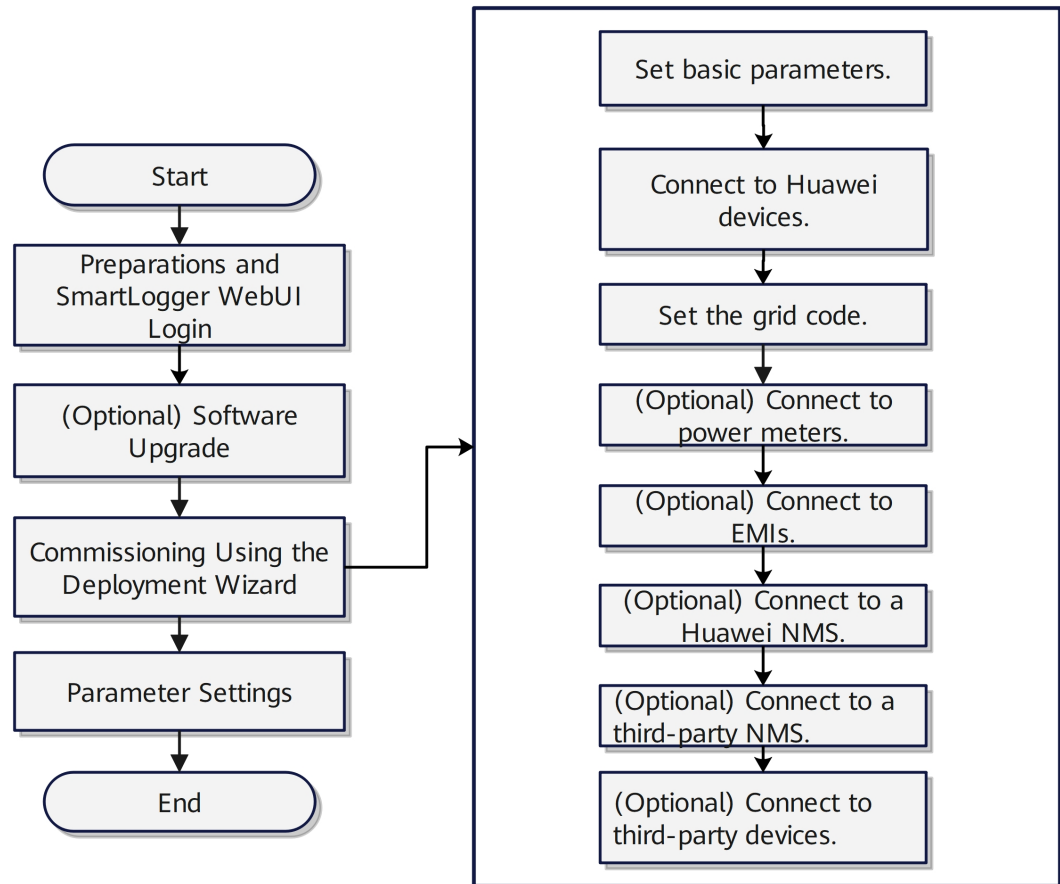 Start
Preparations and
SmartLogger WebUI
Login
(Optional) Software
Upgrade
Commissioning Using the
Deployment Wizard
Parameter Settings
End
Set basic parameters.
Connect to Huawei
devices.
Set the grid code.
(Optional) Connect to
power meters.
(Optional) Connect to
EMIs.
(Optional) Connect to a
Huawei NMS.
(Optional) Connect to a
third-party NMS.
(Optional) Connect to
third-party devices.